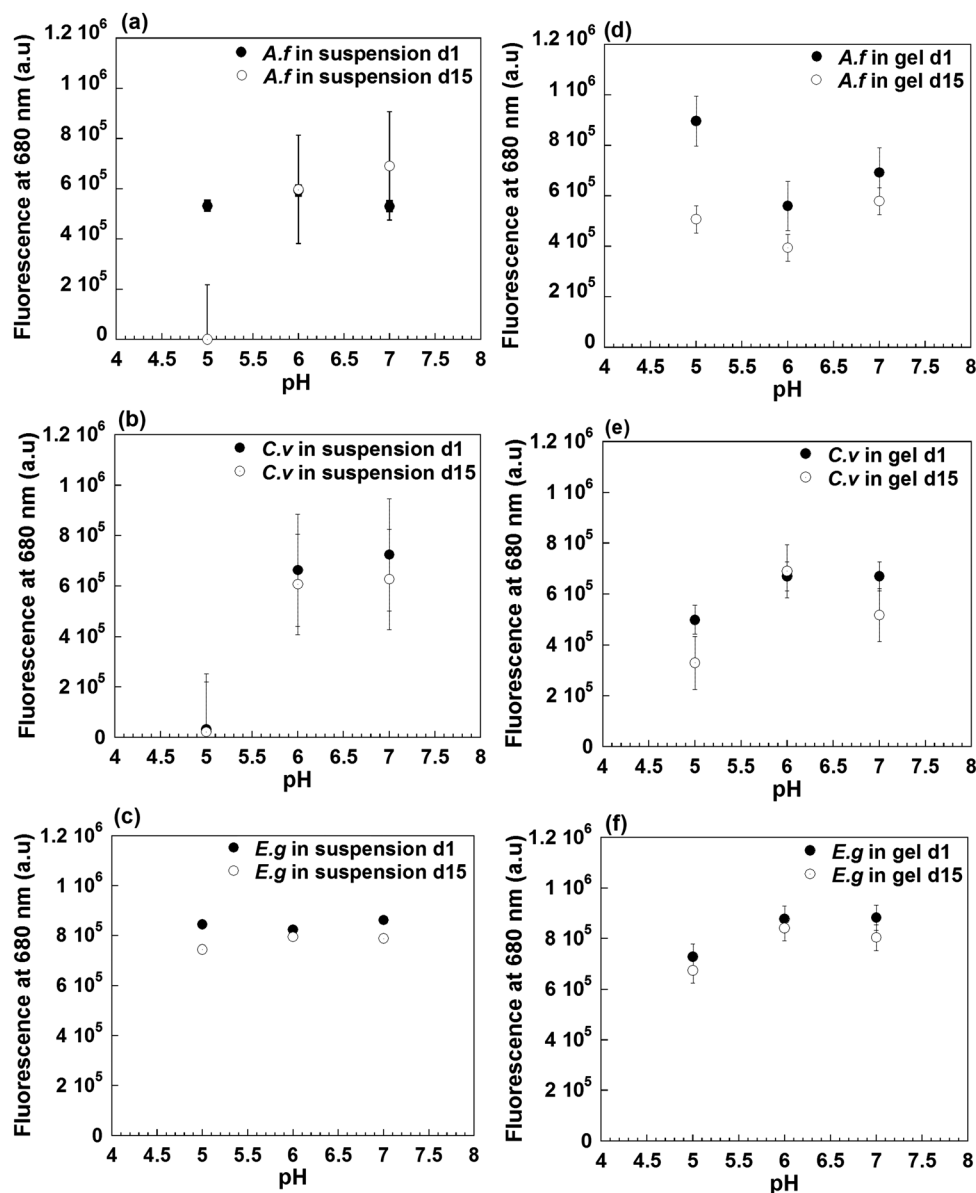 (a)
Fluorescence at 680 nm (a.u)
1.2 10⁶
1 10⁶
8 10⁵
6 10⁵
4 10⁵
2 10⁵
0
A.f in suspension d1
A.f in suspension d15
4 4.5 5 5.5 6 6.5 7 7.5 8
pH
(d)
Fluorescence at 680 nm (a.u)
1.2 10⁶
1 10⁶
8 10⁵
6 10⁵
4 10⁵
2 10⁵
0
A.f in gel d1
A.f in gel d15
4 4.5 5 5.5 6 6.5 7 7.5 8
pH
(b)
Fluorescence at 680 nm (a.u)
1.2 10⁶
1 10⁶
8 10⁵
6 10⁵
4 10⁵
2 10⁵
0
C.v in suspension d1
C.v in suspension d15
4 4.5 5 5.5 6 6.5 7 7.5 8
pH
(e)
Fluorescence at 680 nm (a.u)
1.2 10⁶
1 10⁶
8 10⁵
6 10⁵
4 10⁵
2 10⁵
0
C.v in gel d1
C.v in gel d15
4 4.5 5 5.5 6 6.5 7 7.5 8
pH
(c)
Fluorescence at 680 nm (a.u)
1.2 10⁶
1 10⁶
8 10⁵
6 10⁵
4 10⁵
2 10⁵
0
E.g in suspension d1
E.g in suspension d15
4 4.5 5 5.5 6 6.5 7 7.5 8
pH
(f)
Fluorescence at 680 nm (a.u)
1.2 10⁶
1 10⁶
8 10⁵
6 10⁵
4 10⁵
2 10⁵
0
E.g in gel d1
E.g in gel d15
4 4.5 5 5.5 6 6.5 7 7.5 8
pH